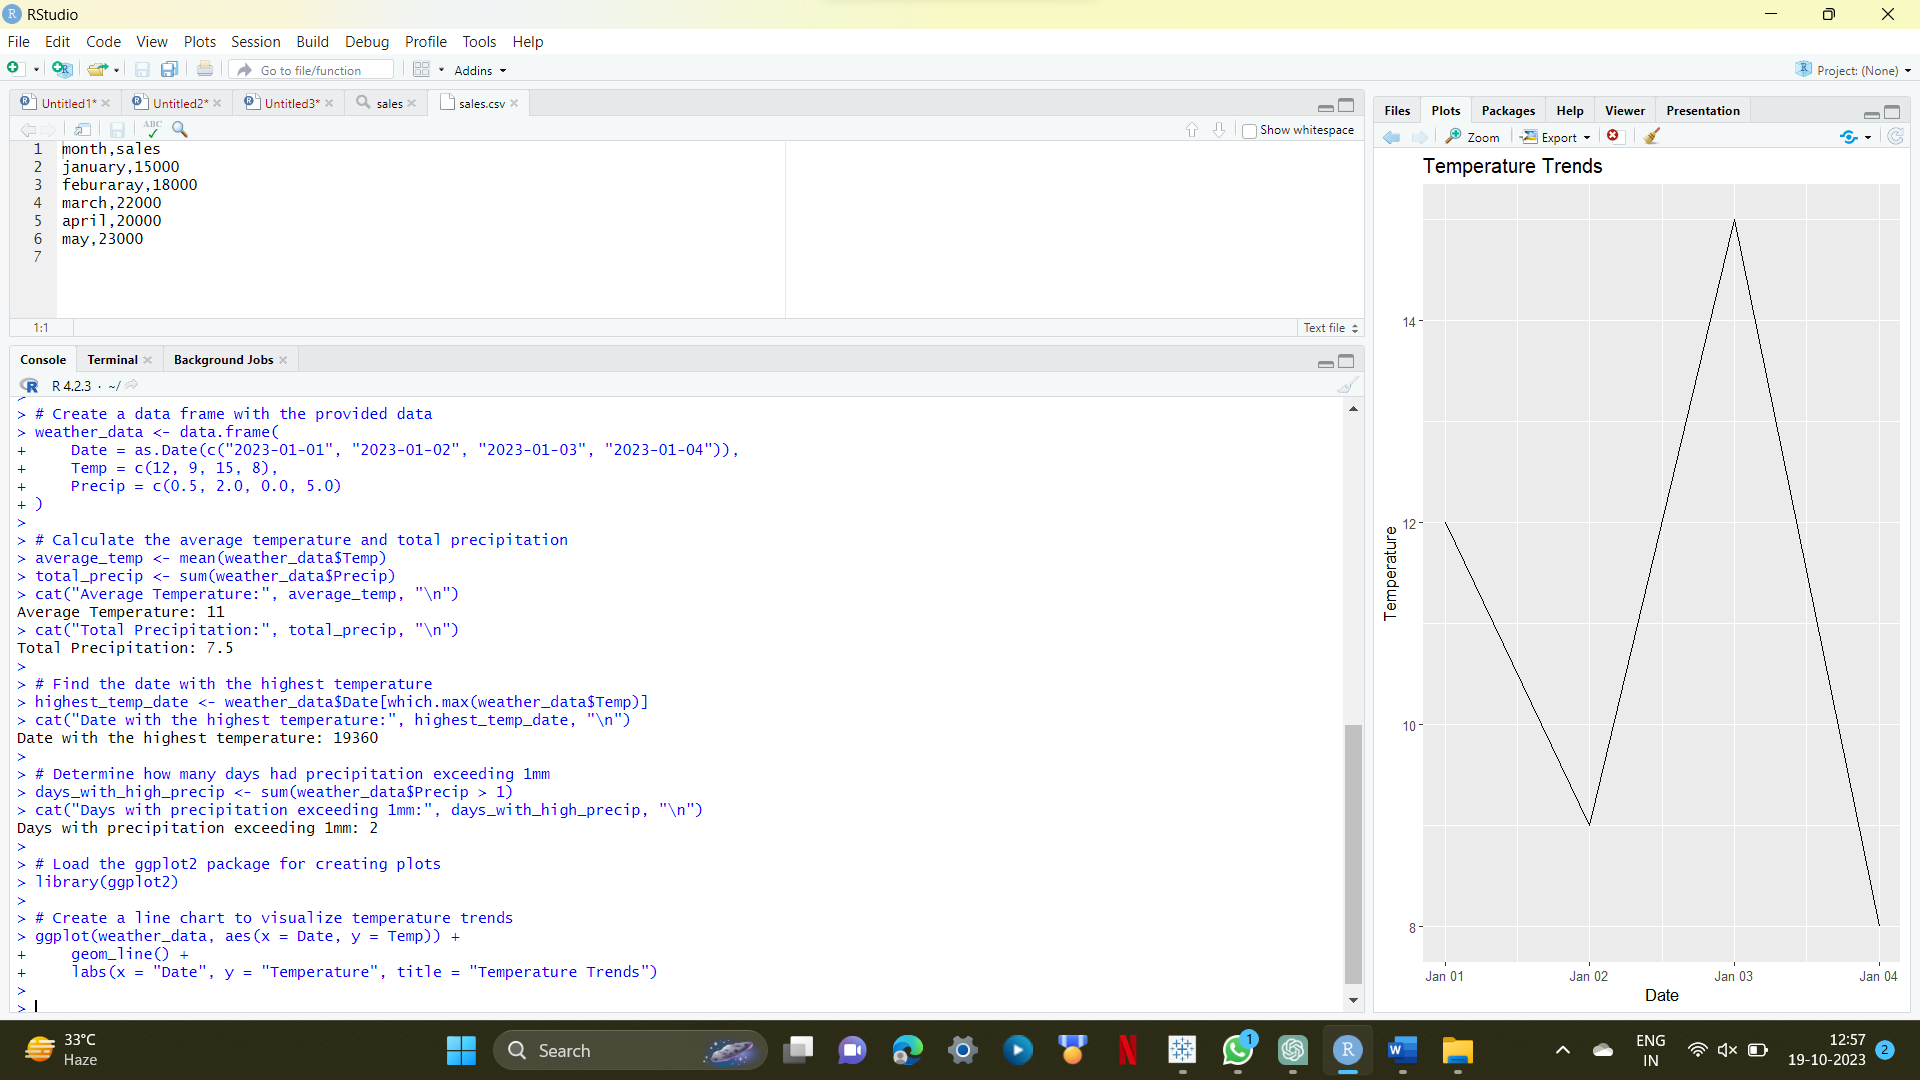 RStudio
File Edit Code View Plots Session Build Debug Profile Tools Help
Go to file/function Addins Project: (None)
Untitled1* Untitled2* Untitled3* sales sales.csv
ABC Show whitespace
1 month,sales
2 january,15000
3 feburaray,18000
4 march,22000
5 april,20000
6 may,23000
7
1:1 Text file
Console Terminal Background Jobs
R 4.2.3 · ~/
>
> # Create a data frame with the provided data
> weather_data <- data.frame(
+     Date = as.Date(c("2023-01-01", "2023-01-02", "2023-01-03", "2023-01-04")),
+     Temp = c(12, 9, 15, 8),
+     Precip = c(0.5, 2.0, 0.0, 5.0)
+ )
>
> # Calculate the average temperature and total precipitation
> average_temp <- mean(weather_data$Temp)
> total_precip <- sum(weather_data$Precip)
> cat("Average Temperature:", average_temp, "\n")
Average Temperature: 11
> cat("Total Precipitation:", total_precip, "\n")
Total Precipitation: 7.5
>
> # Find the date with the highest temperature
> highest_temp_date <- weather_data$Date[which.max(weather_data$Temp)]
> cat("Date with the highest temperature:", highest_temp_date, "\n")
Date with the highest temperature: 19360
>
> # Determine how many days had precipitation exceeding 1mm
> days_with_high_precip <- sum(weather_data$Precip > 1)
> cat("Days with precipitation exceeding 1mm:", days_with_high_precip, "\n")
Days with precipitation exceeding 1mm: 2
>
> # Load the ggplot2 package for creating plots
> library(ggplot2)
>
> # Create a line chart to visualize temperature trends
> ggplot(weather_data, aes(x = Date, y = Temp)) +
+     geom_line() +
+     labs(x = "Date", y = "Temperature", title = "Temperature Trends")
>
>
Files Plots Packages Help Viewer Presentation
Zoom Export
Temperature Trends
14
12
10
8
Temperature
Jan 01 Jan 02 Jan 03 Jan 04
Date
33°C
Haze
Search
1
ENG
IN
12:57
19-10-2023
2